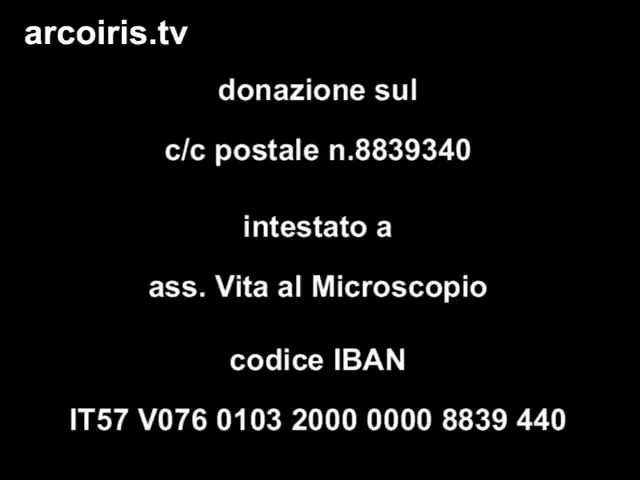 arcoiris.tv
donazione sul
c/c postale n.8839340
intestato a
ass. Vita al Microscopio
codice IBAN
IT57 V076 0103 2000 0000 8839 440